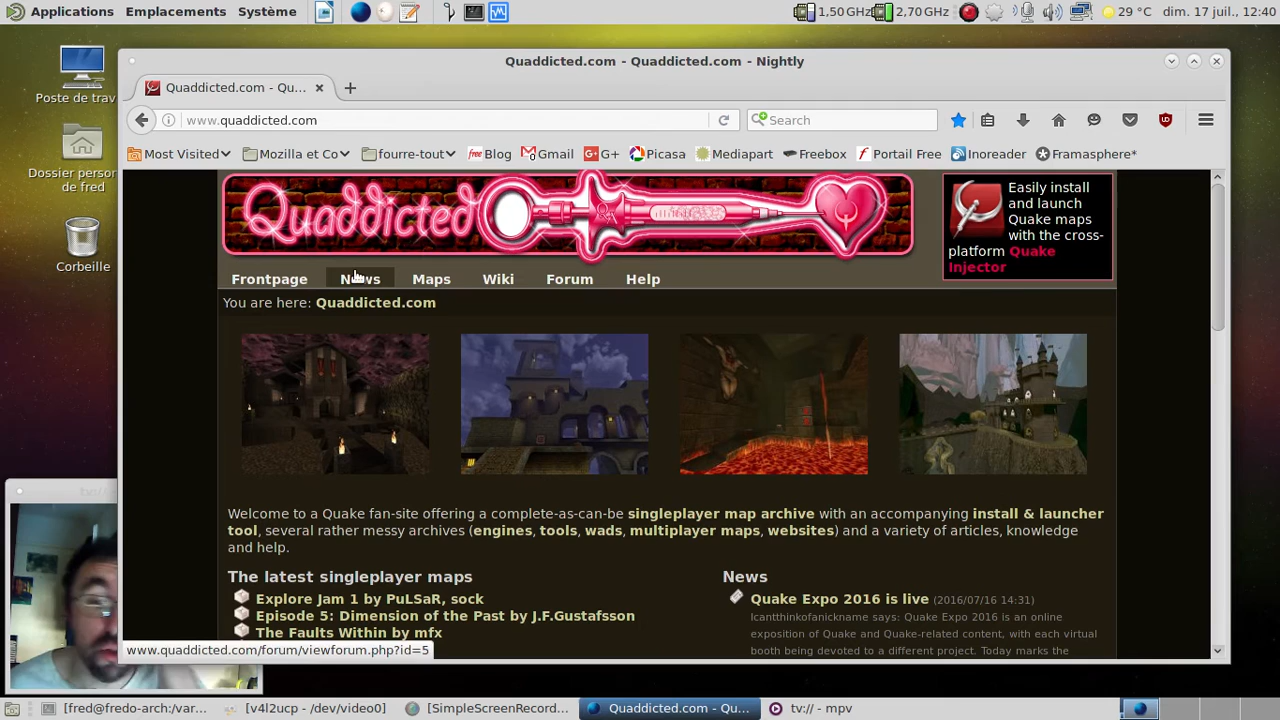 Applications Emplacements Système 1,50 GHz 2,70 GHz 29 °C dim. 17 juil., 12:40
Quaddicted.com - Quaddicted.com - Nightly
Poste de trav
Dossier person
de fred
Corbeille
Quaddicted.com - Qu...
www.quaddicted.com
Search
Most Visited Mozilla et Co fourre-tout Blog Gmail G+ Picasa Mediapart Freebox Portail Free Inoreader Framasphere*
Quaddicted
Easily install
and launch
Quake maps
with the cross-
platform Quake
Injector
Frontpage News Maps Wiki Forum Help
You are here: Quaddicted.com
Welcome to a Quake fan-site offering a complete-as-can-be singleplayer map archive with an accompanying install & launcher
tool, several rather messy archives (engines, tools, wads, multiplayer maps, websites) and a variety of articles, knowledge
and help.
The latest singleplayer maps
Explore Jam 1 by PuLSaR, sock
Episode 5: Dimension of the Past by J.F.Gustafsson
The Faults Within by mfx
News
Quake Expo 2016 is live (2016/07/16 14:31)
Icantthinkofanickname says: Quake Expo 2016 is an online
exposition of Quake and Quake-related content, with each virtual
booth being devoted to a different project. Today marks the
www.quaddicted.com/forum/viewforum.php?id=5
[fred@fredo-arch:/var... [v4l2ucp - /dev/video0] [SimpleScreenRecord... Quaddicted.com - Qu... tv:// - mpv